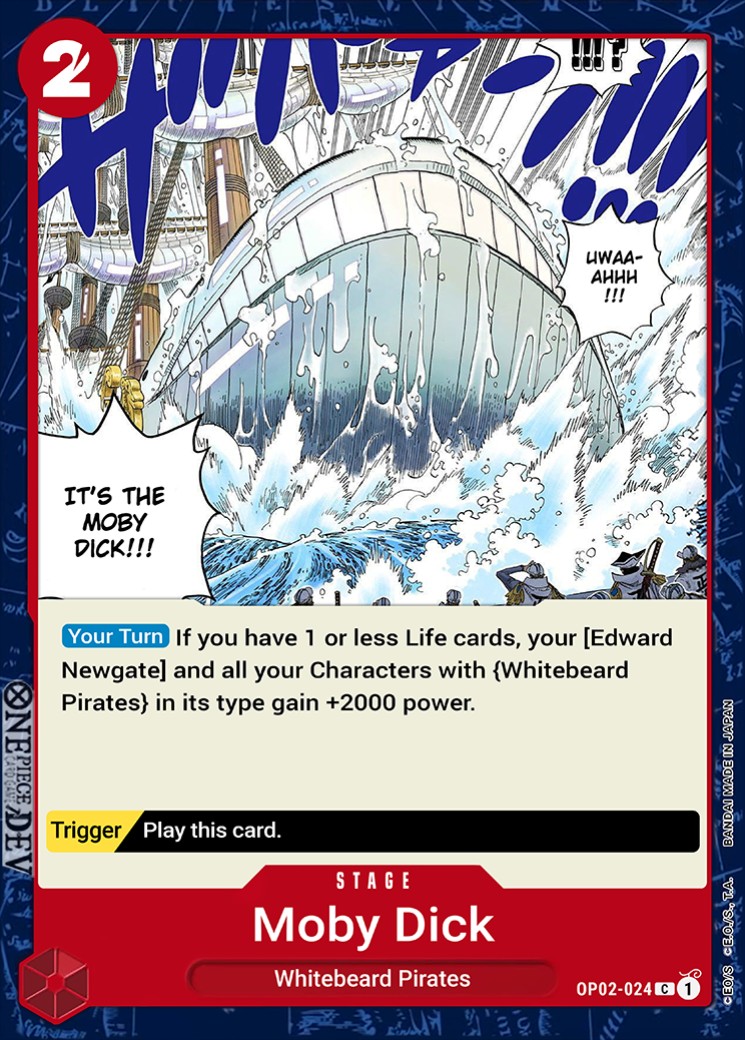 2
!!! ?
UWAA-
AHHH
!!!
IT'S THE
MOBY
DICK!!!
Your Turn If you have 1 or less Life cards, your [Edward
Newgate] and all your Characters with {Whitebeard
Pirates} in its type gain +2000 power.
Trigger Play this card.
STAGE
Moby Dick
Whitebeard Pirates
OP02-024 C 1
ONE PIECE DEV
©EO/S ©E.O./S., T.A. BANDAI MADE IN JAPAN